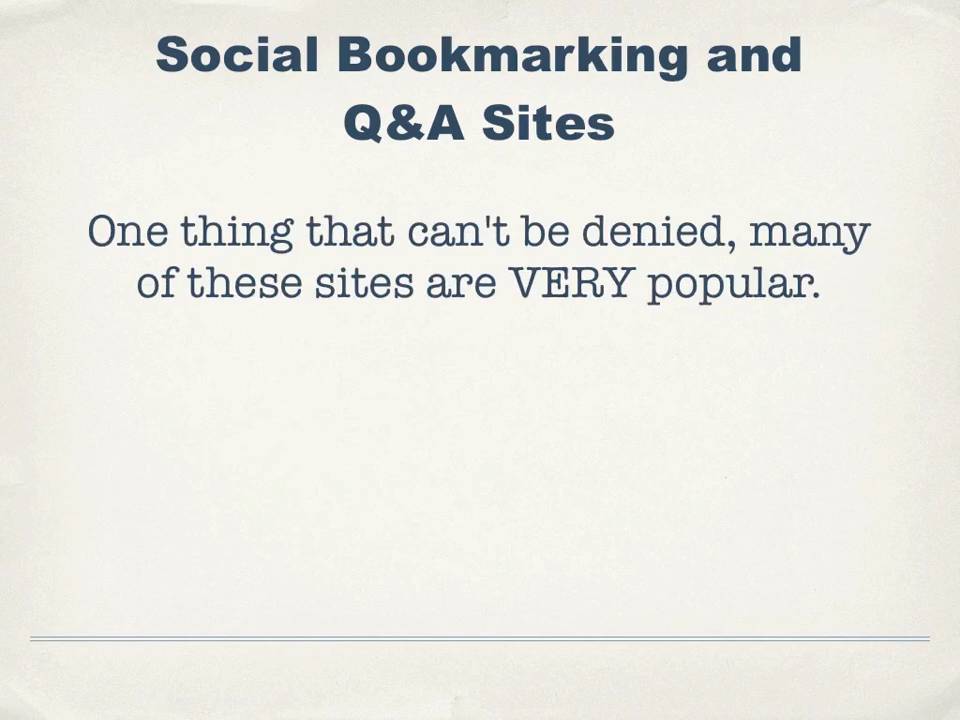 Social Bookmarking and
Q&A Sites
One thing that can't be denied, many
of these sites are VERY popular.